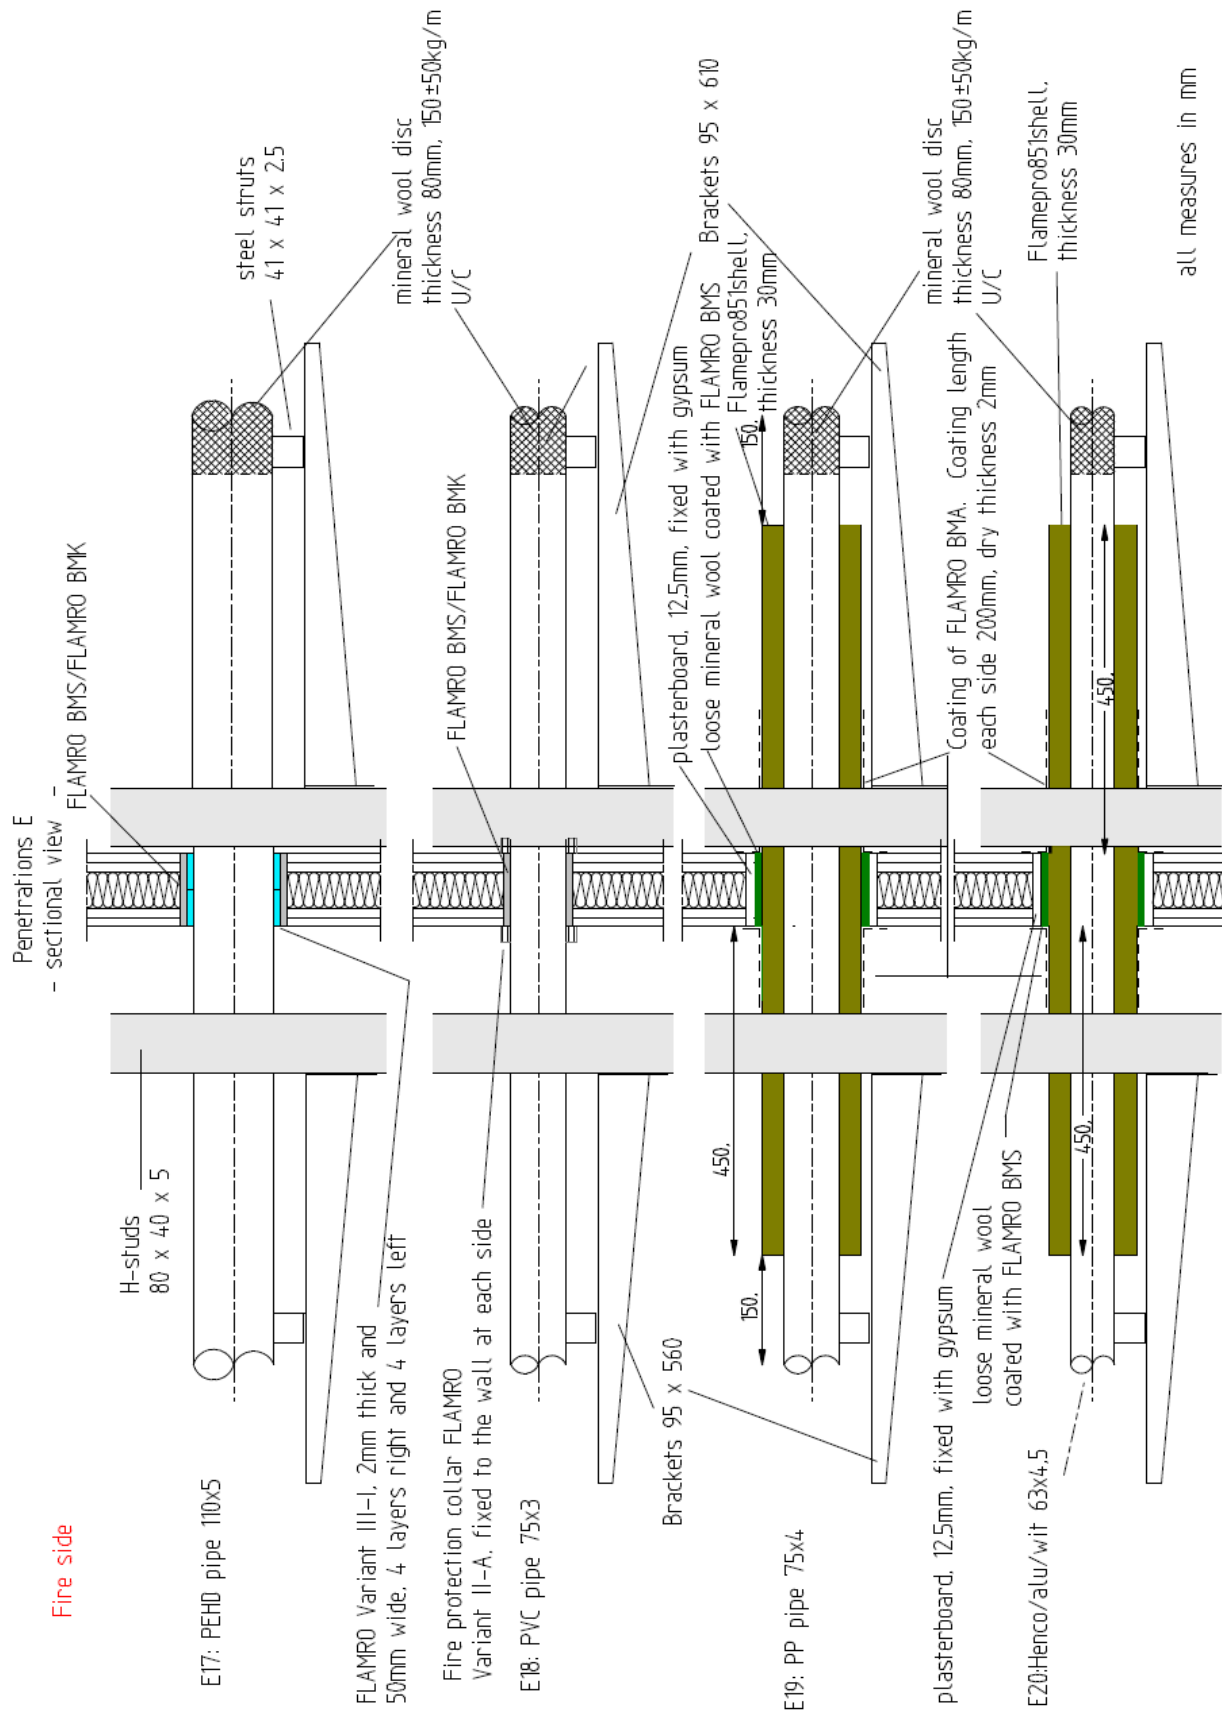 Penetrations E
- sectional view -
Fire side
H-studs
80 x 40 x 5
FLAMRO BMS/FLAMRO BMK
steel struts
41 x 41 x 2.5
mineral wool disc
thickness 80mm, 150±50kg/m
U/C
E17: PEHD pipe 110x5
FLAMRO Variant III-I, 2mm thick and
50mm wide, 4 layers right and 4 layers left
FLAMRO BMS/FLAMRO BMK
Fire protection collar FLAMRO
Variant II-A, fixed to the wall at each side
E18: PVC pipe 75x3
Brackets 95 x 610
Brackets 95 x 560
plasterboard, 12,5mm, fixed with gypsum
loose mineral wool coated with FLAMRO BMS
Flamepro851shell,
thickness 30mm
150.
450.
150.
E19: PP pipe 75x4
mineral wool disc
thickness 80mm, 150±50kg/m
U/C
Coating of FLAMRO BMA. Coating length
each side 200mm, dry thickness 2mm
plasterboard, 12,5mm, fixed with gypsum
loose mineral wool
coated with FLAMRO BMS
Flamepro851shell,
thickness 30mm
450.
450.
E20:Henco/alu/wit 63x4,5
all measures in mm